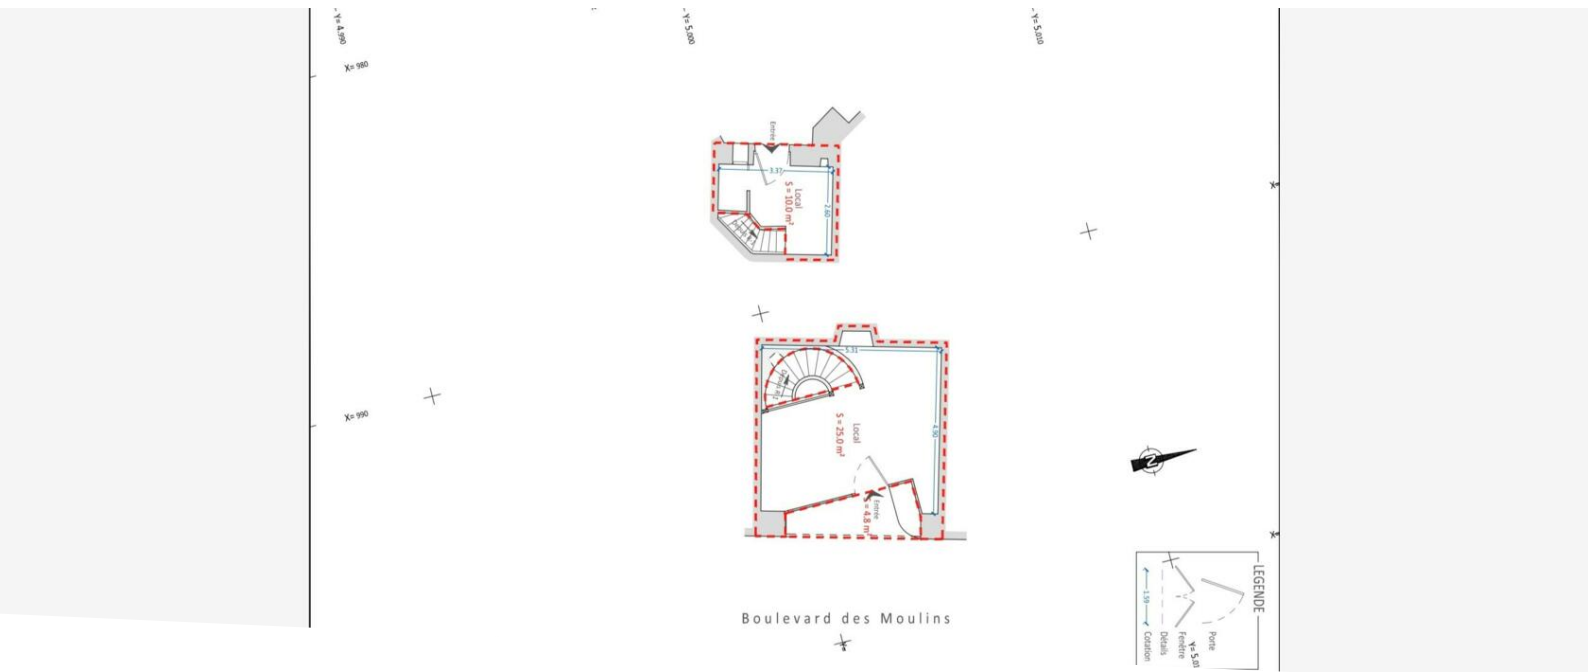 Y= 4.990
Y= 5.000
Y= 5.010
X= 980
Entrée
3.37
Local
S = 10.0 m²
2.60
5.31
Local
S = 25.0 m²
4.90
Entrée
S = 4.8 m²
X= 990
N
Boulevard des Moulins
LEGENDE
Porte
Fenêtre
Détails
Cotation
1.59